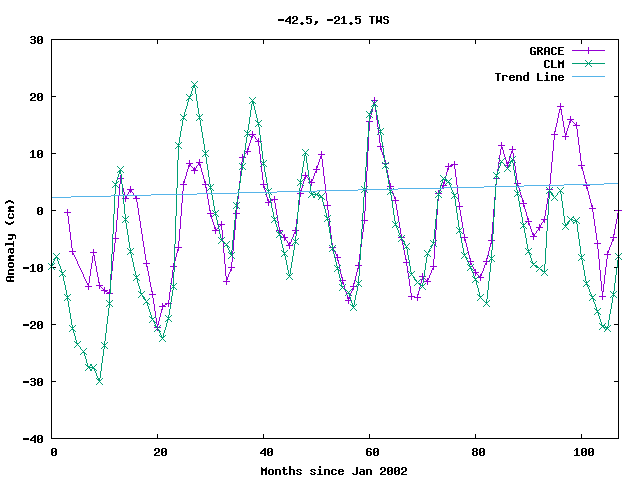 -42.5, -21.5 TWS
GRACE
CLM
Trend Line
30
20
10
0
-10
-20
-30
-40
Anomaly (cm)
0 20 40 60 80 100
Months since Jan 2002